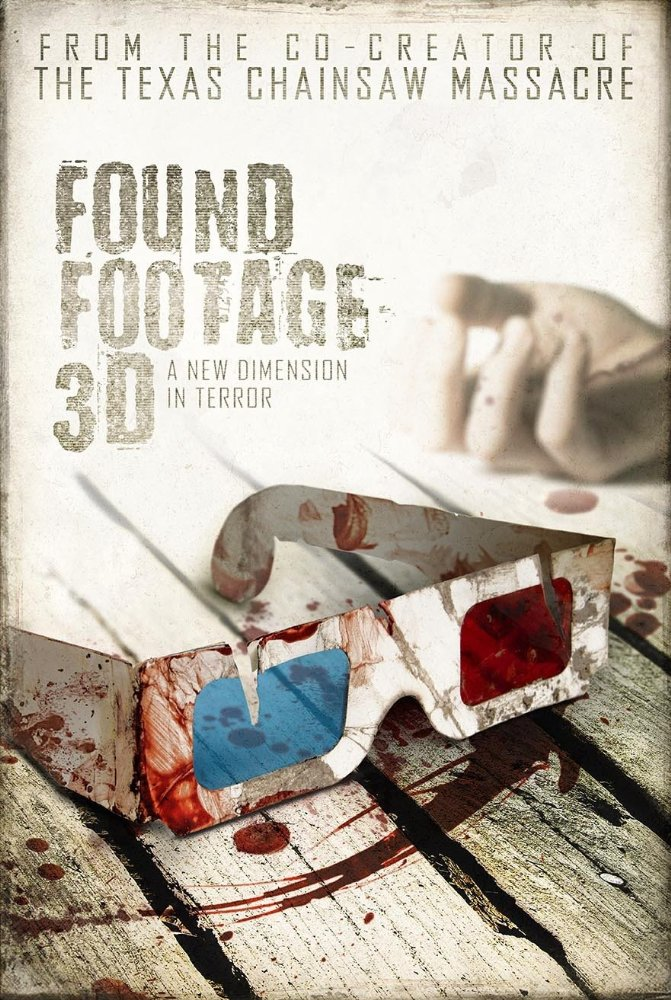 FROM THE CO-CREATOR OF
THE TEXAS CHAINSAW MASSACRE
FOUND
FOOTAGE
3D
A NEW DIMENSION
IN TERROR